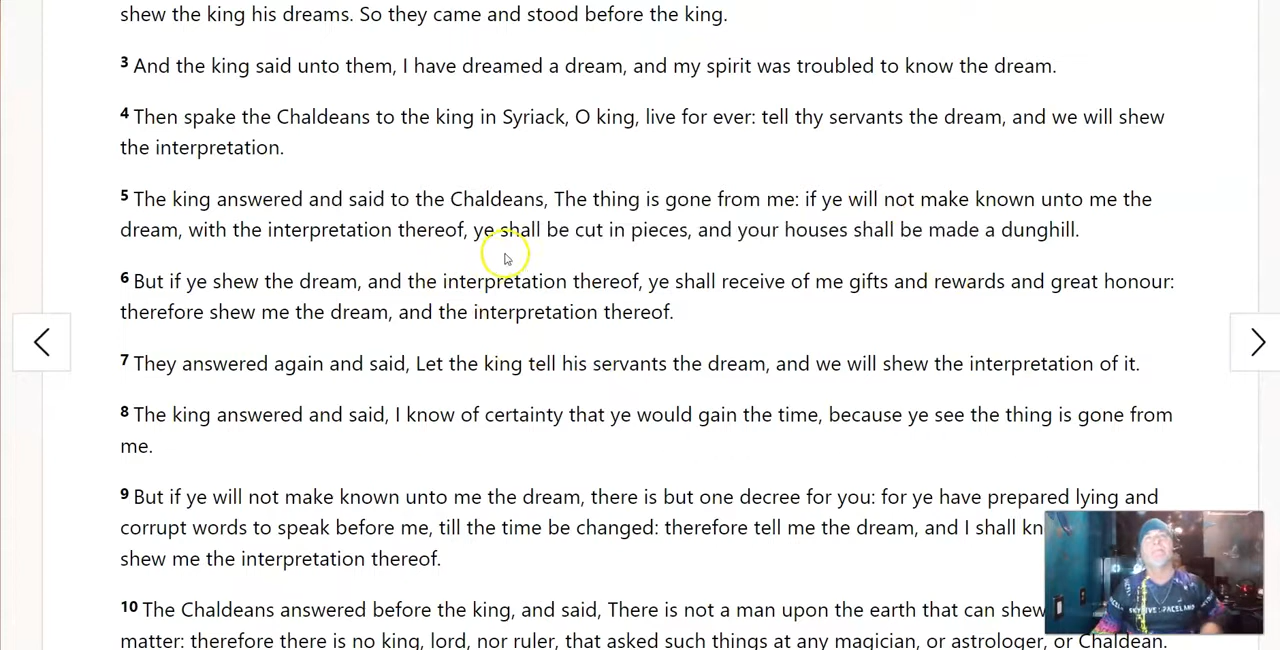 shew the king his dreams. So they came and stood before the king.
3 And the king said unto them, I have dreamed a dream, and my spirit was troubled to know the dream.
4 Then spake the Chaldeans to the king in Syriack, O king, live for ever: tell thy servants the dream, and we will shew
the interpretation.
5 The king answered and said to the Chaldeans, The thing is gone from me: if ye will not make known unto me the
dream, with the interpretation thereof, ye shall be cut in pieces, and your houses shall be made a dunghill.
6 But if ye shew the dream, and the interpretation thereof, ye shall receive of me gifts and rewards and great honour:
therefore shew me the dream, and the interpretation thereof.
7 They answered again and said, Let the king tell his servants the dream, and we will shew the interpretation of it.
8 The king answered and said, I know of certainty that ye would gain the time, because ye see the thing is gone from
me.
9 But if ye will not make known unto me the dream, there is but one decree for you: for ye have prepared lying and
corrupt words to speak before me, till the time be changed: therefore tell me the dream, and I shall
shew me the interpretation thereof.
10 The Chaldeans answered before the king, and said, There is not a man upon the earth that can shew
matter: therefore there is no king, lord, nor ruler, that asked such things at any magician, or astrologer, or Chaldean.